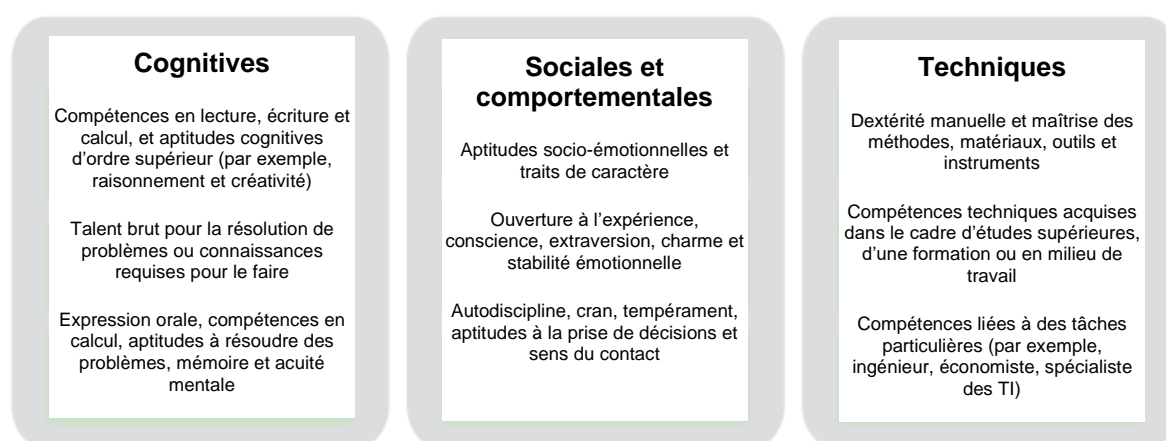 Cognitives
Compétences en lecture, écriture et
calcul, et aptitudes cognitives
d’ordre supérieur (par exemple,
raisonnement et créativité)
Talent brut pour la résolution de
problèmes ou connaissances
requises pour le faire
Expression orale, compétences en
calcul, aptitudes à résoudre des
problèmes, mémoire et acuité
mentale
Sociales et
comportementales
Aptitudes socio-émotionnelles et
traits de caractère
Ouverture à l’expérience,
conscience, extraversion, charme et
stabilité émotionnelle
Autodiscipline, cran, tempérament,
aptitudes à la prise de décisions et
sens du contact
Techniques
Dextérité manuelle et maîtrise des
méthodes, matériaux, outils et
instruments
Compétences techniques acquises
dans le cadre d’études supérieures,
d’une formation ou en milieu de
travail
Compétences liées à des tâches
particulières (par exemple,
ingénieur, économiste, spécialiste
des TI)